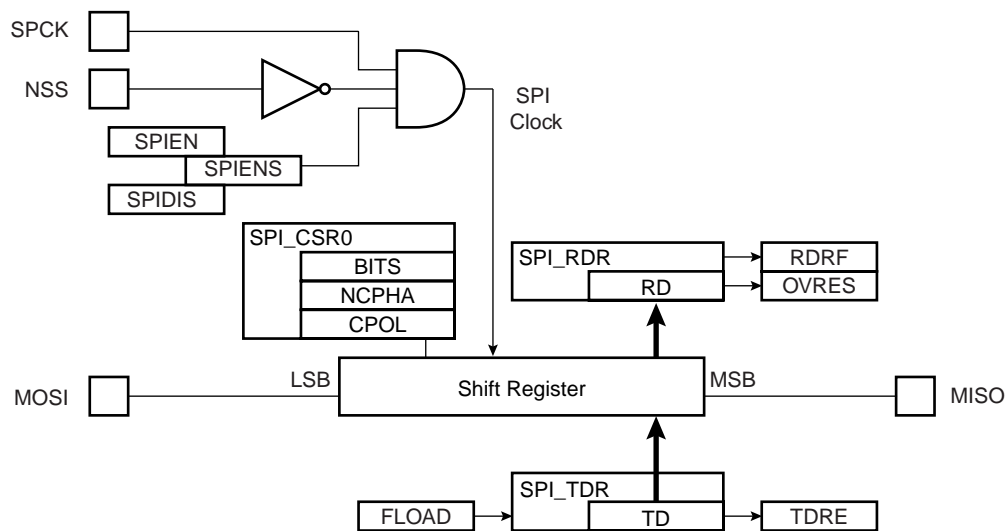 SPCK
NSS
SPI
Clock
SPIEN
SPIENS
SPIDIS
SPI_CSR0
BITS
NCPHA
CPOL
SPI_RDR
RD
RDRF
OVRES
MOSI
LSB
Shift Register
MSB
MISO
SPI_TDR
FLOAD
TD
TDRE